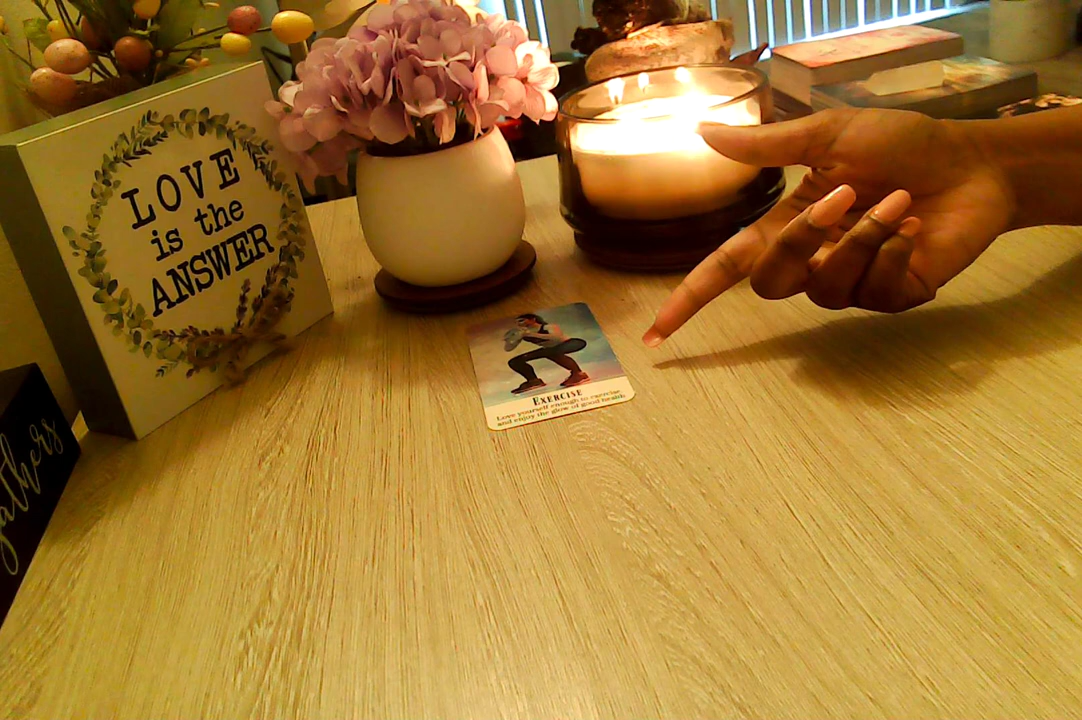 LOVE
is the
ANSWER
EXERCISE
Love yourself enough to exercise,
and enjoy the glow of good health.